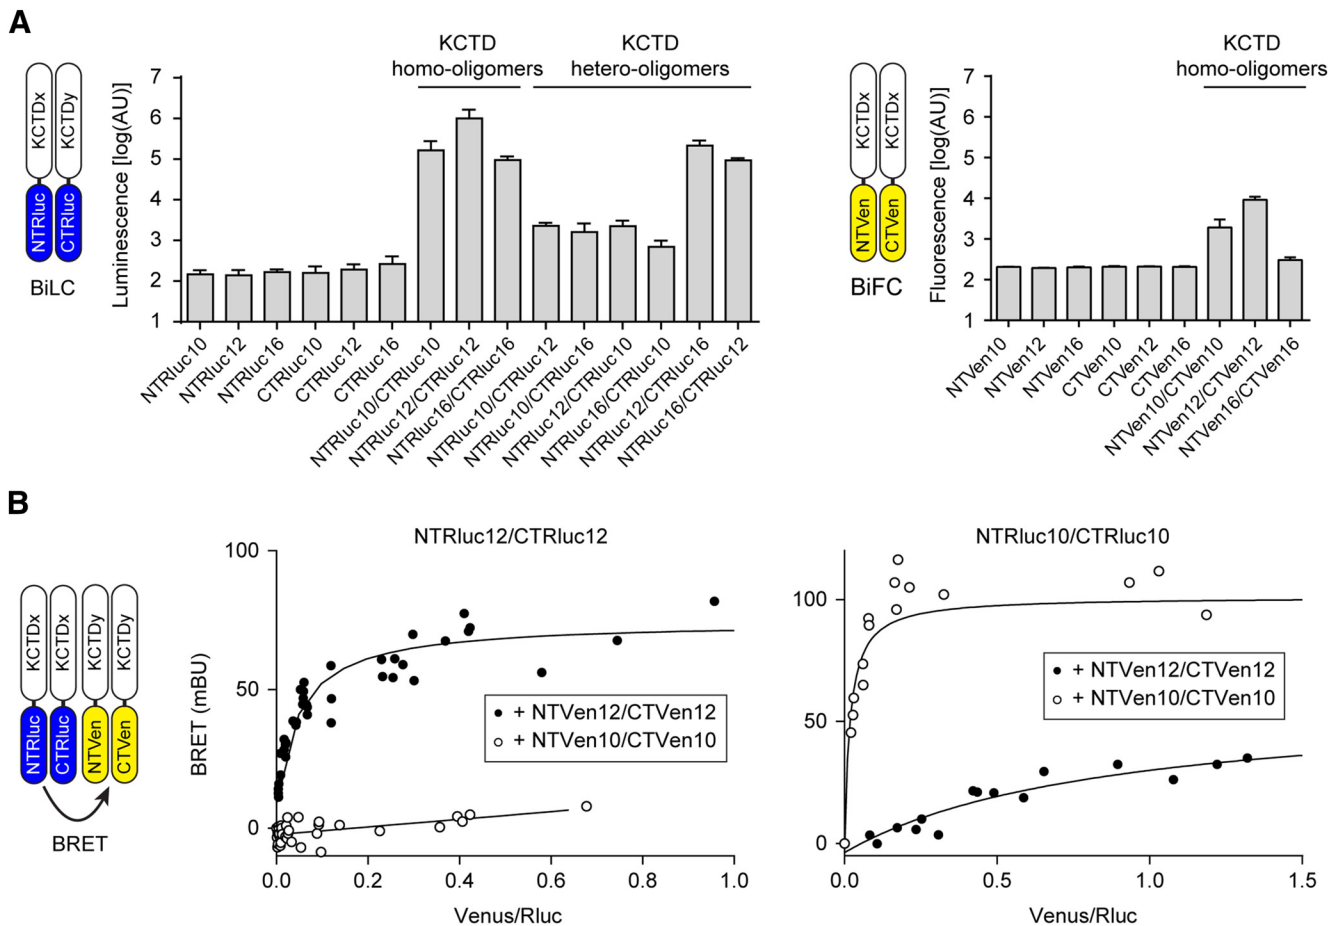 A
KCTDx
KCTDy
NTRluc
CTRluc
BiLC
KCTD
homo-oligomers
KCTD
hetero-oligomers
Luminescence [log(AU)]
7
6
5
4
3
2
1
NTRluc10
NTRluc12
NTRluc16
CTRluc10
CTRluc12
CTRluc16
NTRluc10/CTRluc10
NTRluc12/CTRluc12
NTRluc16/CTRluc16
NTRluc10/CTRluc12
NTRluc10/CTRluc16
NTRluc12/CTRluc10
NTRluc16/CTRluc10
NTRluc12/CTRluc16
NTRluc16/CTRluc12
KCTDx
KCTDx
NTVen
CTVen
BiFC
KCTD
homo-oligomers
Fluorescence [log(AU)]
7
6
5
4
3
2
1
NTVen10
NTVen12
NTVen16
CTVen10
CTVen12
CTVen16
NTVen10/CTVen10
NTVen12/CTVen12
NTVen16/CTVen16
B
KCTDx
KCTDx
KCTDy
KCTDy
NTRluc
CTRluc
NTVen
CTVen
BRET
NTRluc12/CTRluc12
BRET (mBU)
100
50
0
+ NTVen12/CTVen12
+ NTVen10/CTVen10
0.0 0.2 0.4 0.6 0.8 1.0
Venus/Rluc
NTRluc10/CTRluc10
100
50
0
+ NTVen12/CTVen12
+ NTVen10/CTVen10
0.0 0.5 1.0 1.5
Venus/Rluc